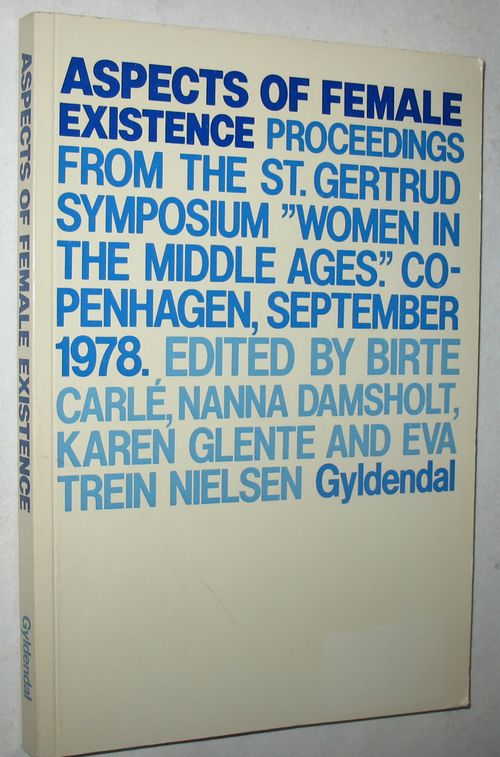 ASPECTS OF FEMALE
EXISTENCE PROCEEDINGS
FROM THE ST. GERTRUD
SYMPOSIUM ”WOMEN IN
THE MIDDLE AGES.” CO-
PENHAGEN, SEPTEMBER
1978. EDITED BY BIRTE
CARLÉ, NANNA DAMSHOLT,
KAREN GLENTE AND EVA
TREIN NIELSEN Gyldendal
ASPECTS OF FEMALE EXISTENCE
Gyldendal